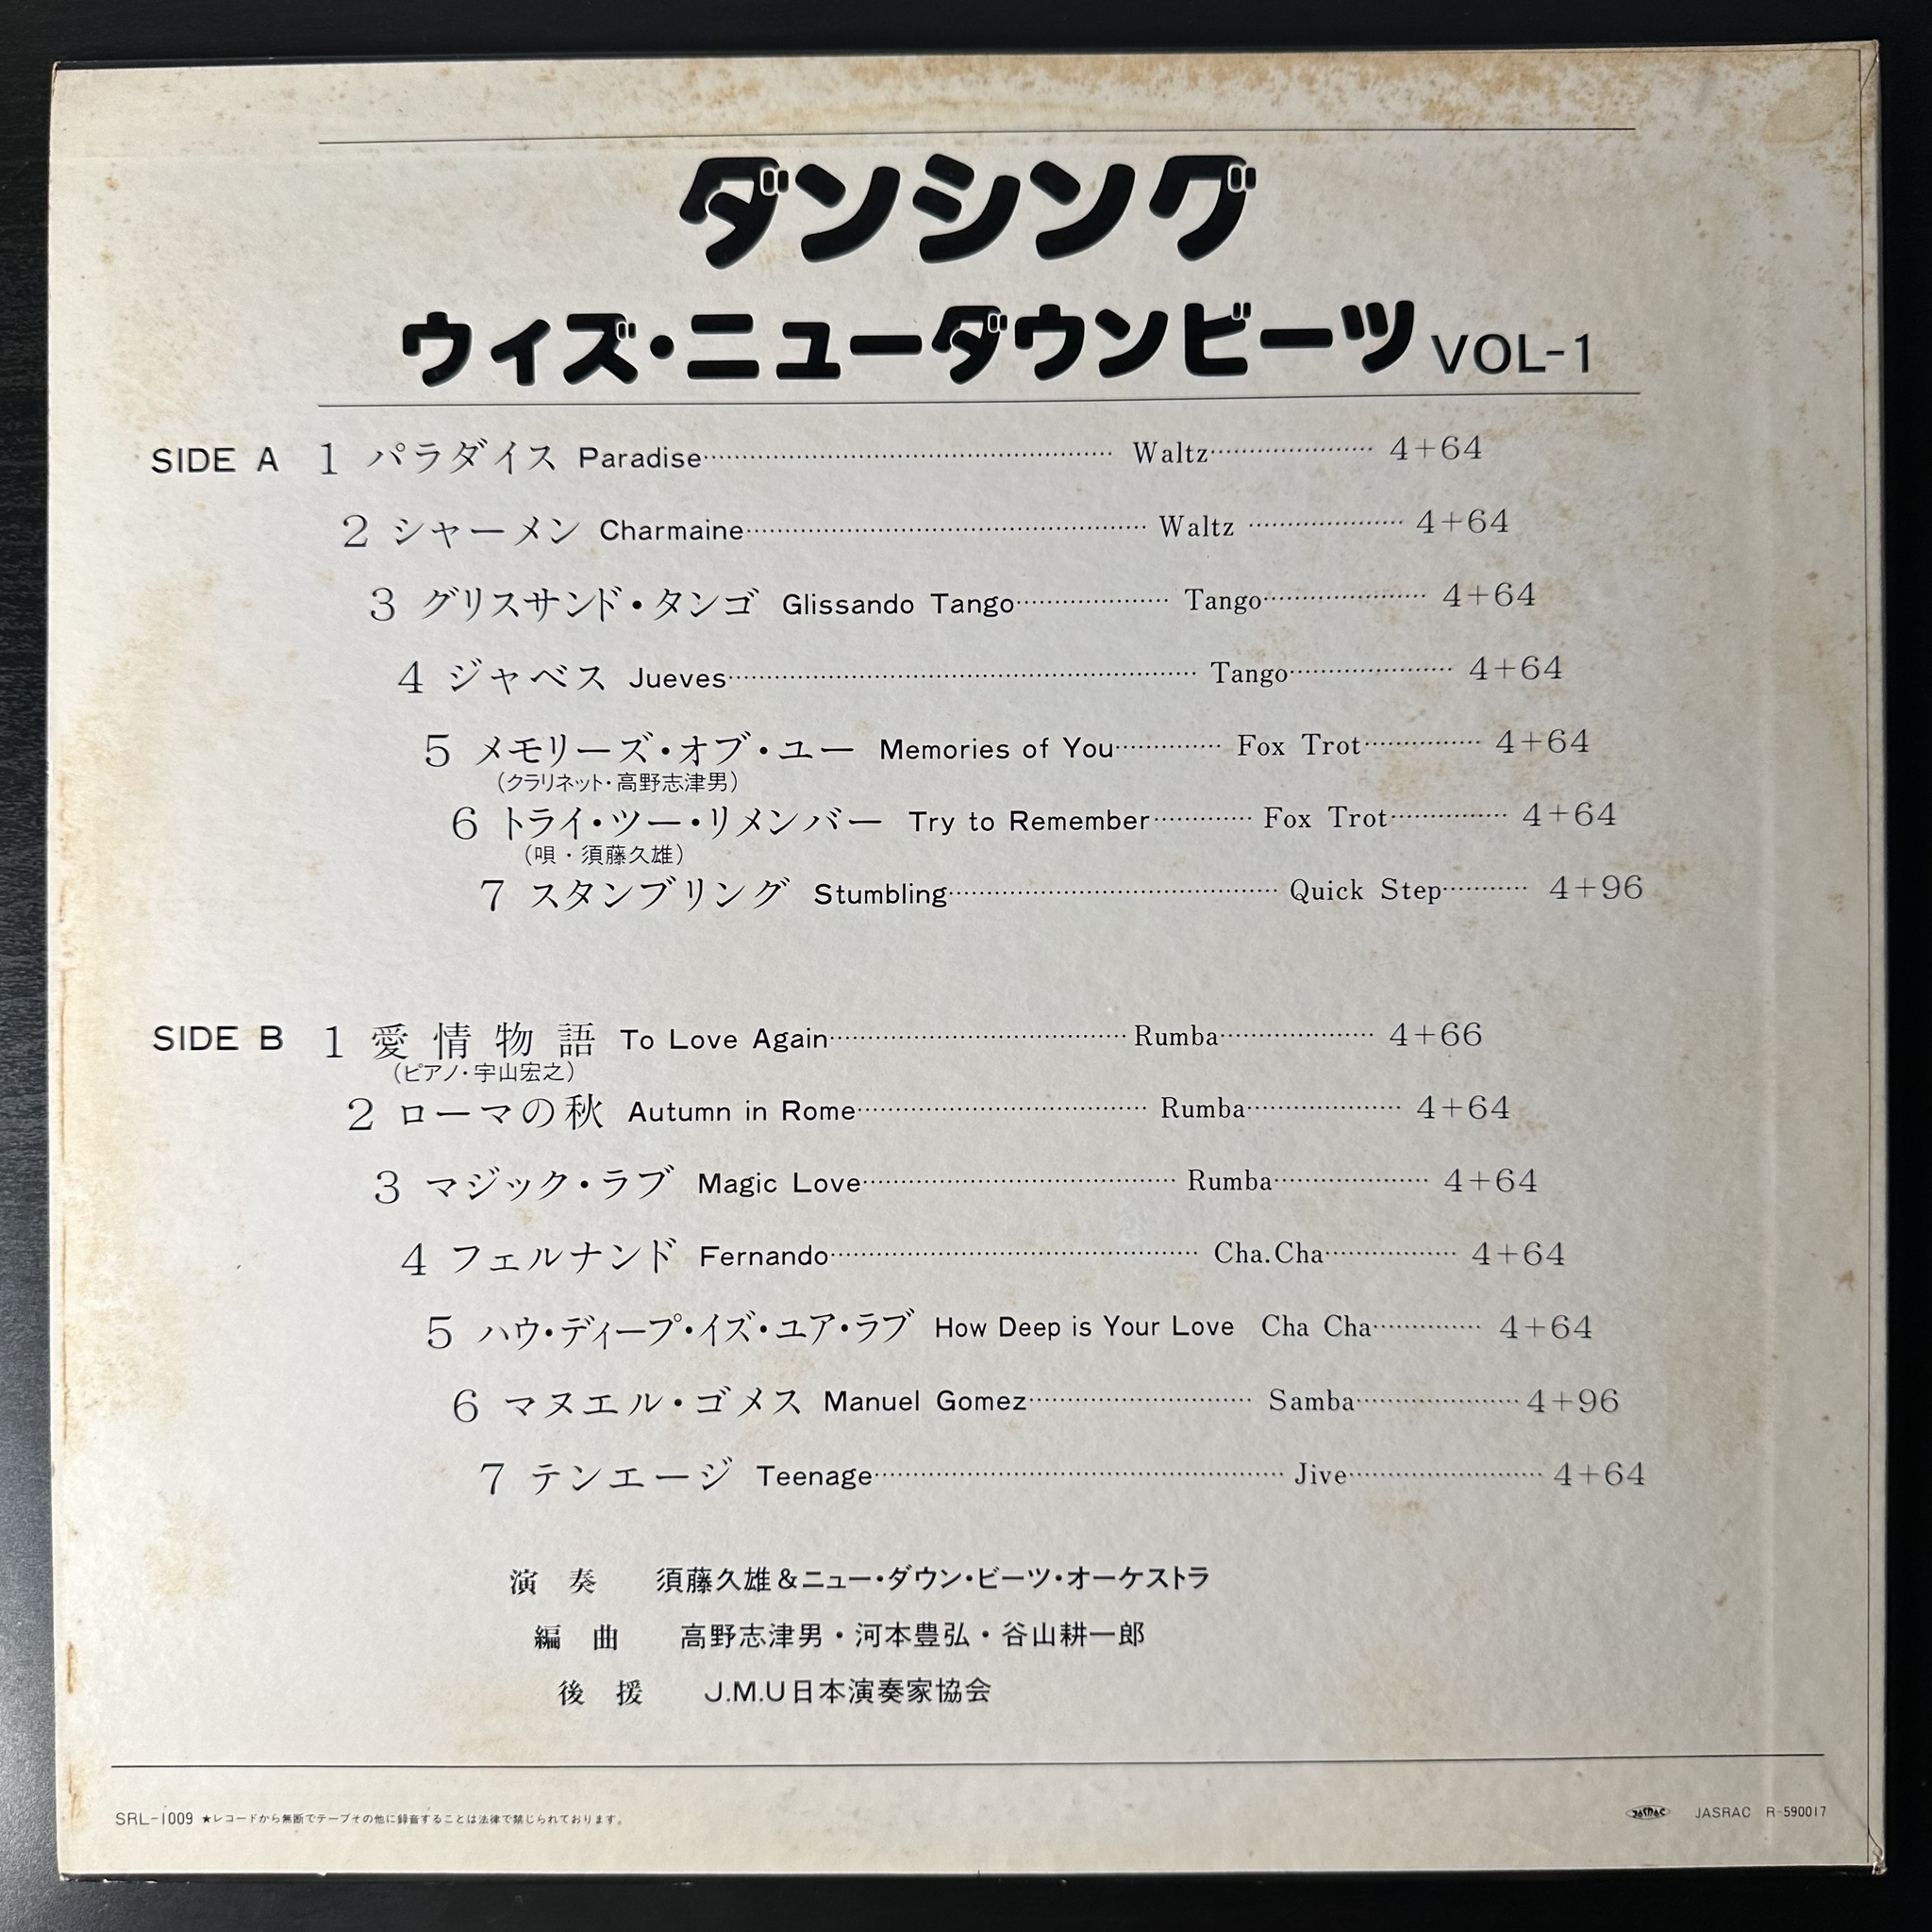 ダンシング
ウィズ・ニューダウンビーツ VOL-1
SIDE A 1 パラダイス Paradise Waltz 4+64
2 シャーメン Charmaine Waltz 4+64
3 グリスサンド・タンゴ Glissando Tango Tango 4+64
4 ジャベス Jueves Tango 4+64
5 メモリーズ・オブ・ユー Memories of You Fox Trot 4+64
(クラリネット・高野志津男)
6 トライ・ツー・リメンバー Try to Remember Fox Trot 4+64
(唄・須藤久雄)
7 スタンブリング Stumbling Quick Step 4+96
SIDE B 1 愛情物語 To Love Again Rumba 4+66
(ピアノ・宇山宏之)
2 ローマの秋 Autumn in Rome Rumba 4+64
3 マジック・ラブ Magic Love Rumba 4+64
4 フェルナンド Fernando Cha.Cha 4+64
5 ハウ・ディープ・イズ・ユア・ラブ How Deep is Your Love Cha Cha 4+64
6 マヌエル・ゴメス Manuel Gomez Samba 4+96
7 テンエージ Teenage Jive 4+64
演奏 須藤久雄&ニュー・ダウン・ビーツ・オーケストラ
編曲 高野志津男・河本豊弘・谷山耕一郎
後援 J.M.U日本演奏家協会
SRL-1009 ★レコードから無断でテープその他に録音することは法律で禁じられております。
JASRAC JASRAC R-590017